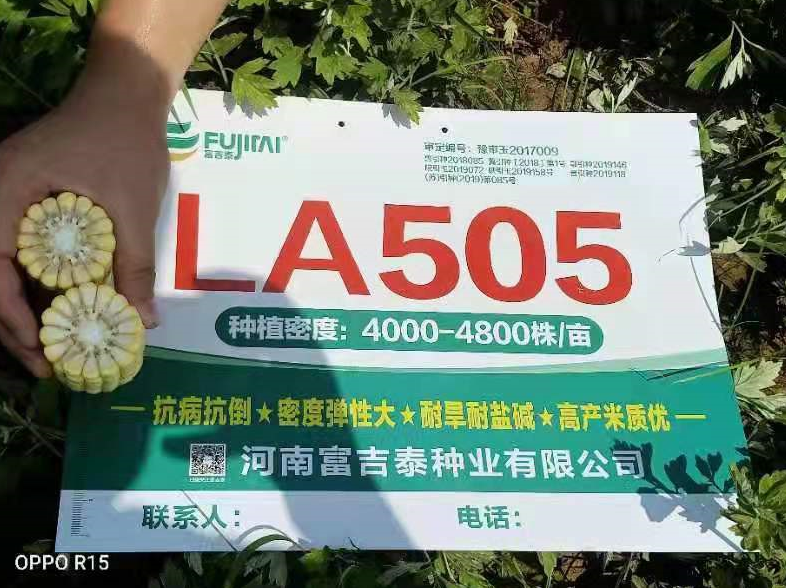 FUJITAI®
富吉泰
审定编号：豫审玉2017009
LA505
种植密度：4000-4800株/亩
抗病抗倒★密度弹性大★耐旱耐盐碱★高产米质优
河南富吉泰种业有限公司
联系人：
电话：
OPPO R15